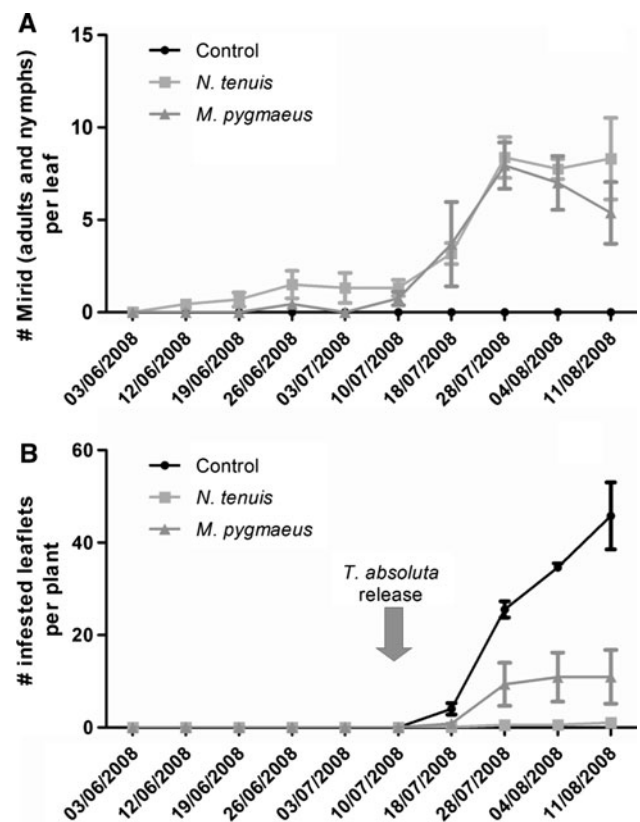 A
15
10
5
0
# Mirid (adults and nymphs)
per leaf
Control
N. tenuis
M. pygmaeus
03/06/2008
12/06/2008
19/06/2008
26/06/2008
03/07/2008
10/07/2008
18/07/2008
28/07/2008
04/08/2008
11/08/2008
B
60
40
20
0
# infested leaflets
per plant
Control
N. tenuis
M. pygmaeus
T. absoluta
release
03/06/2008
12/06/2008
19/06/2008
26/06/2008
03/07/2008
10/07/2008
18/07/2008
28/07/2008
04/08/2008
11/08/2008